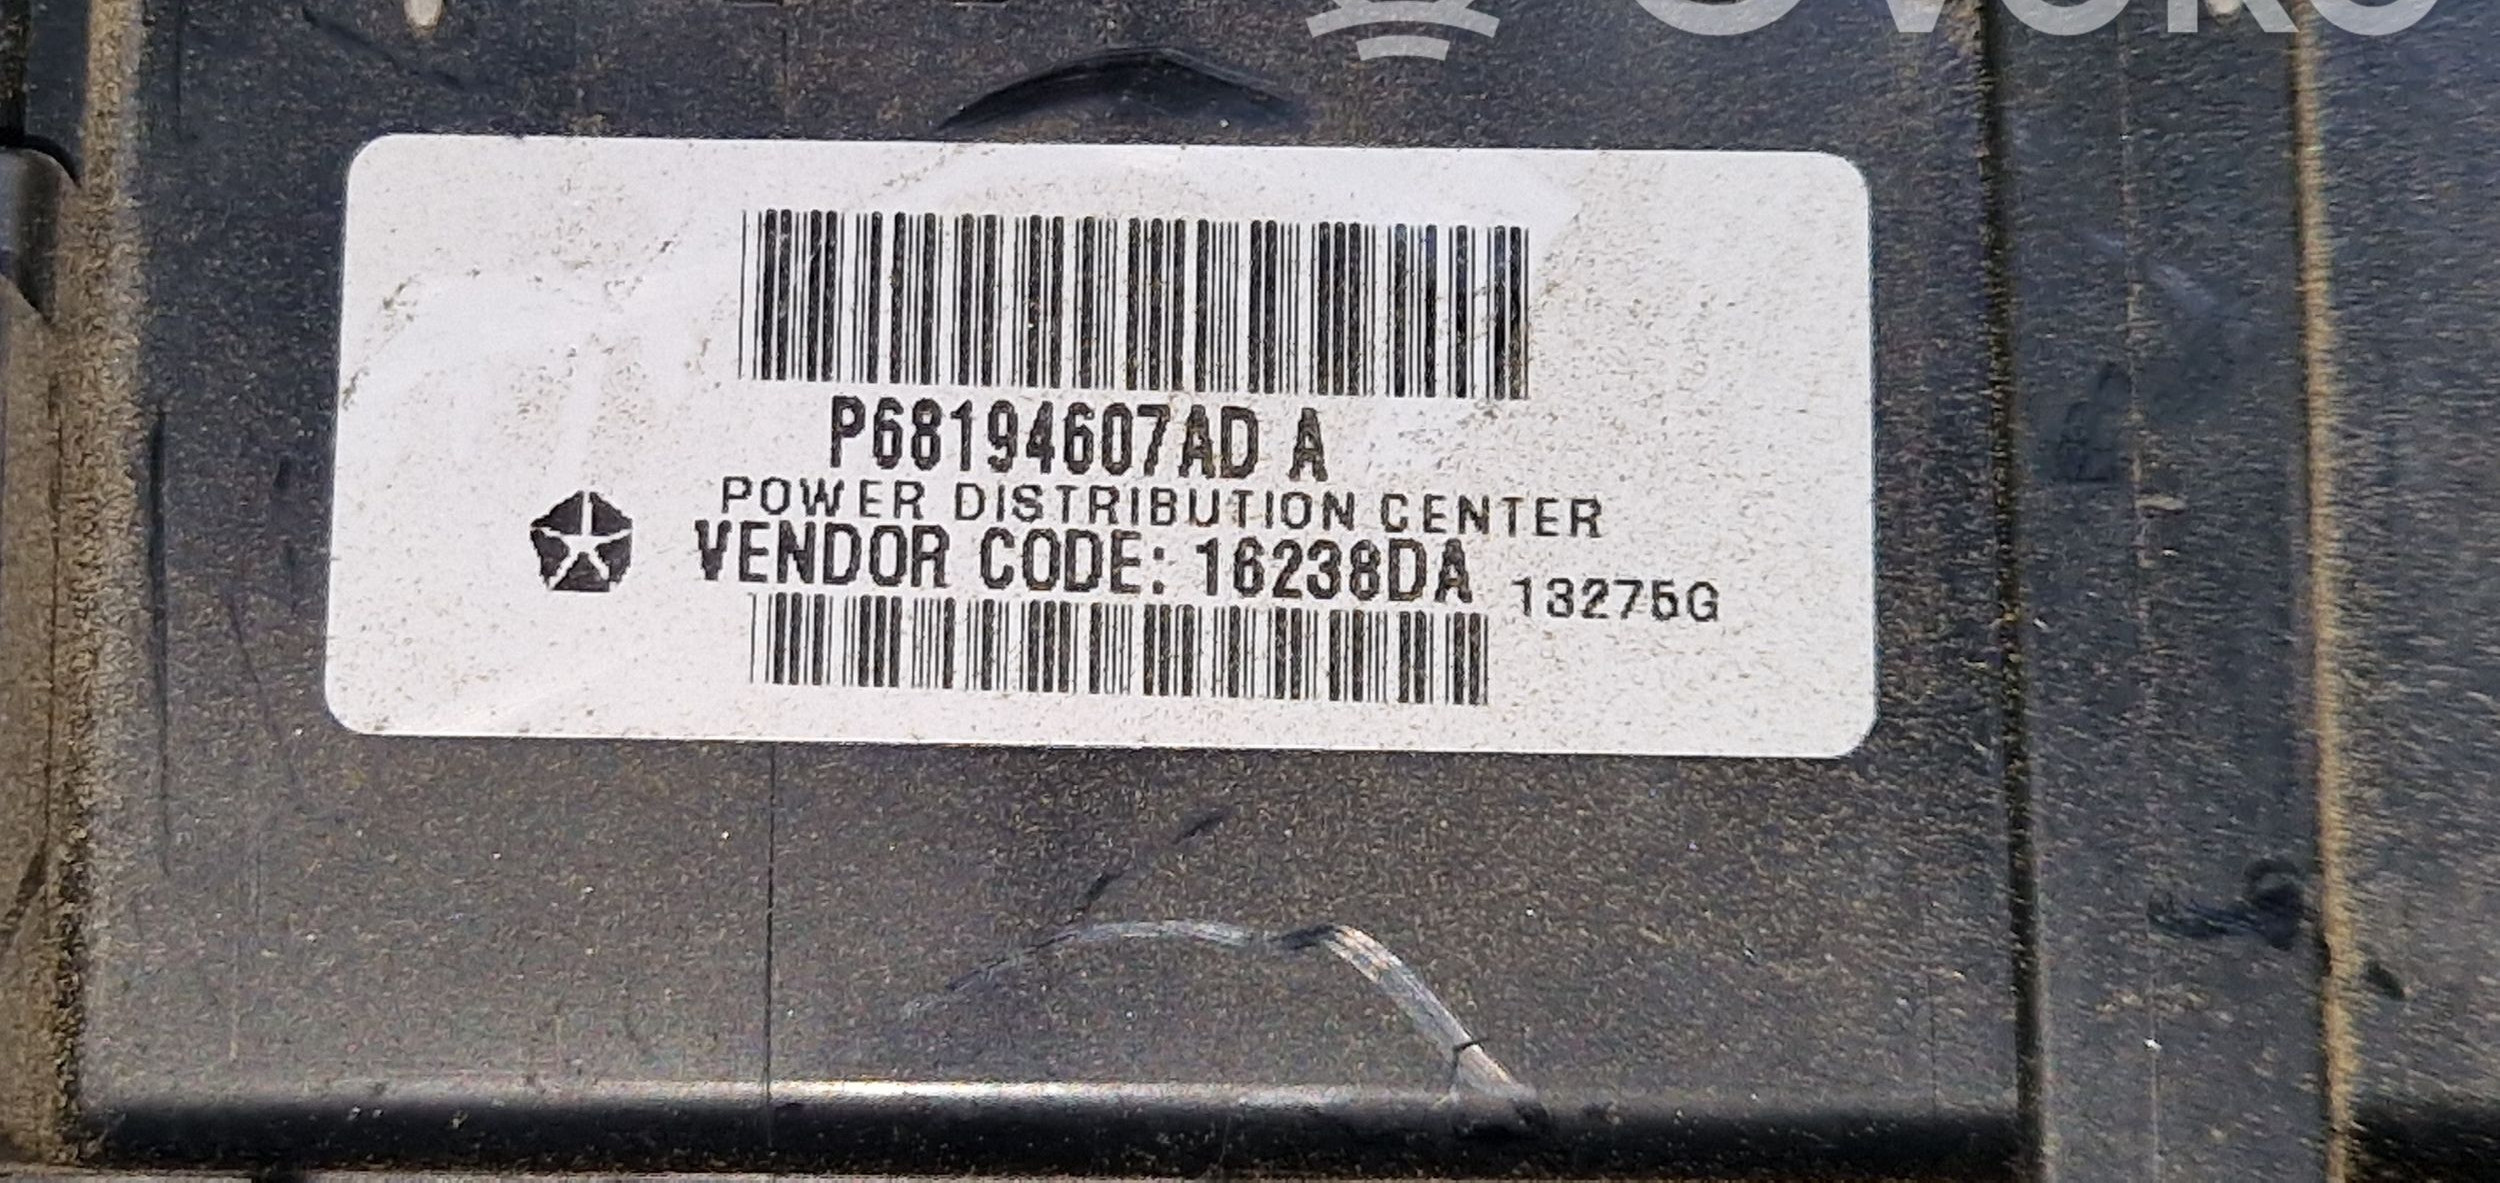 P68194607AD A
POWER DISTRIBUTION CENTER
VENDOR CODE: 16238DA 13275G